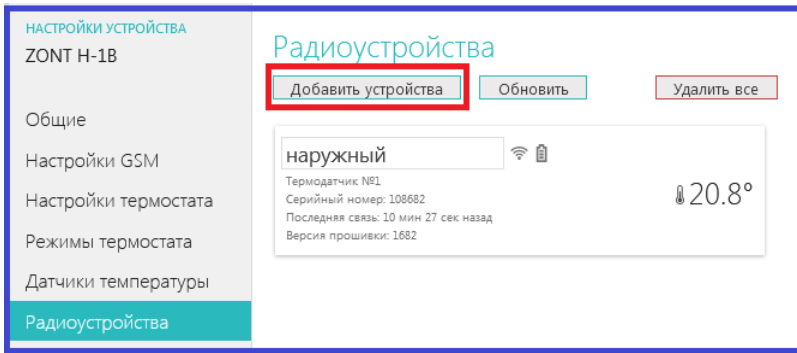 НАСТРОЙКИ УСТРОЙСТВА
ZONT H-1B
Общие
Настройки GSM
Настройки термостата
Режимы термостата
Датчики температуры
Радиоустройства
Радиоустройства
Добавить устройства
Обновить
Удалить все
наружный
Термодатчик №1
Серийный номер: 108682
Последняя связь: 10 мин 27 сек назад
Версия прошивки: 1682
20.8°